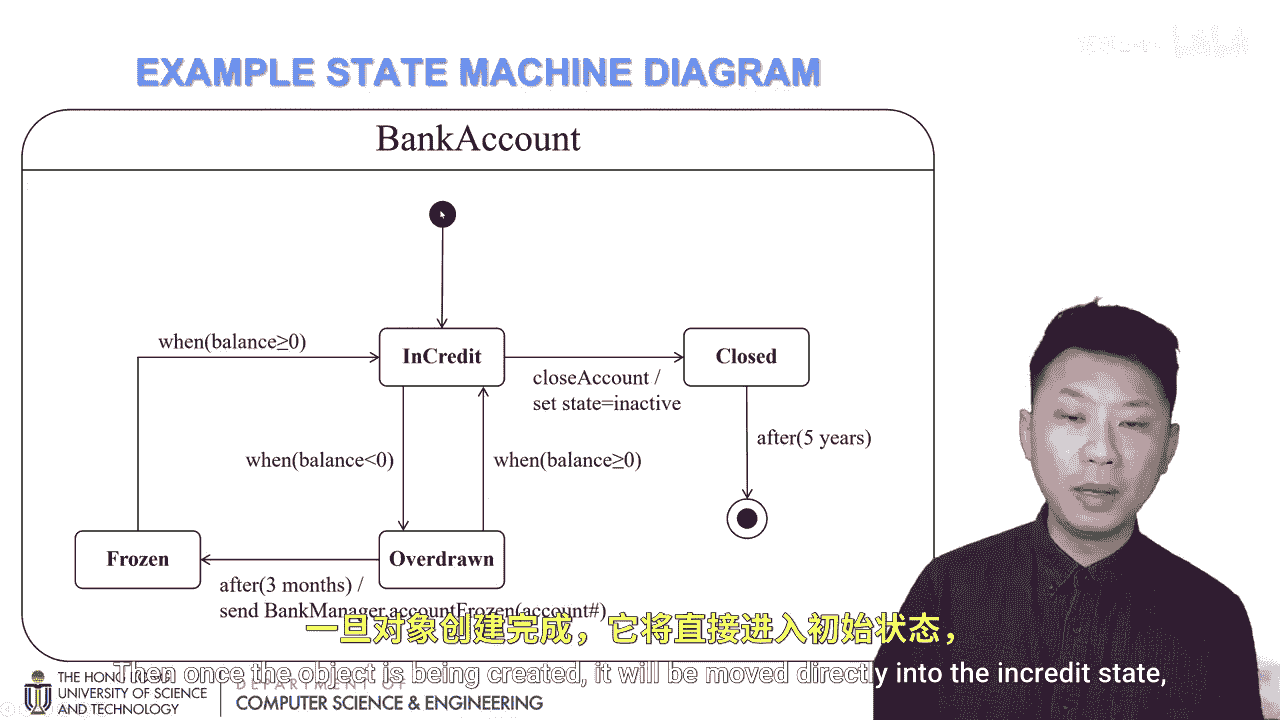 EXAMPLE STATE MACHINE DIAGRAM
BankAccount
when(balance≥0)
InCredit
Closed
closeAccount /
set state=inactive
when(balance<0)
when(balance≥0)
after(5 years)
Frozen
Overdrawn
after(3 months) /
send BankManager.accountFrozen(account#)
一旦对象创建完成，它将直接进入初始状态，
Then once the object is being created, it will be moved directly into the incredit state,
THE HONG KONG
UNIVERSITY OF SCIENCE
AND TECHNOLOGY
DEPARTMENT OF
COMPUTER SCIENCE & ENGINEERING